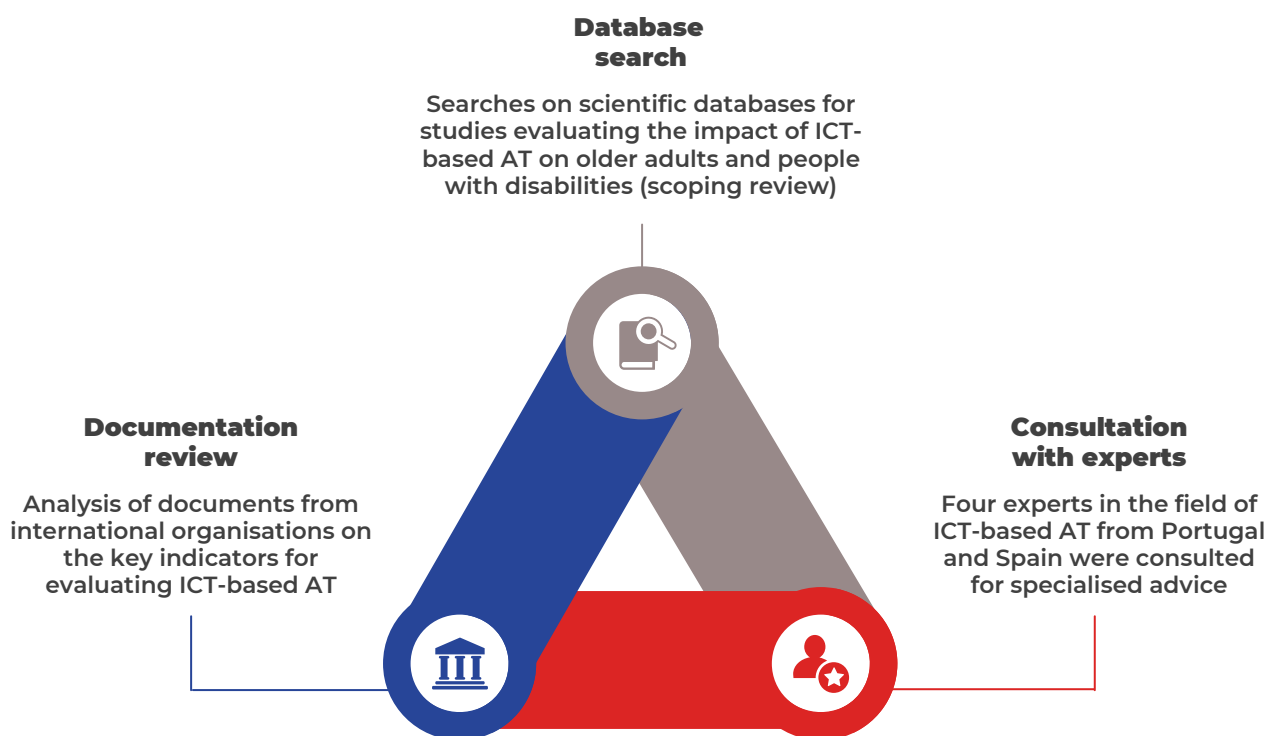 Database
search
Searches on scientific databases for
studies evaluating the impact of ICT-
based AT on older adults and people
with disabilities (scoping review)
Documentation
review
Analysis of documents from
international organisations on
the key indicators for
evaluating ICT-based AT
Consultation
with experts
Four experts in the field of
ICT-based AT from Portugal
and Spain were consulted
for specialised advice